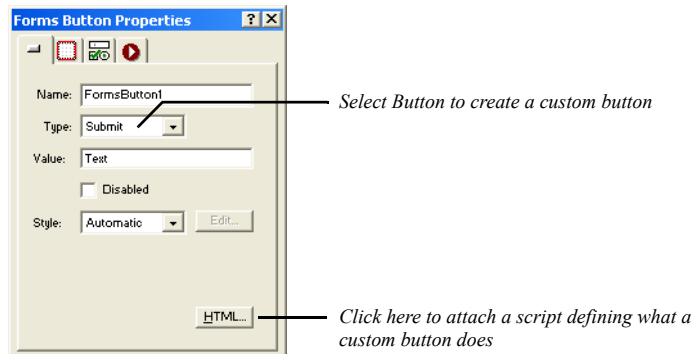 Forms Button Properties
Name: FormsButton1
Select Button to create a custom button
Type: Submit
Value: Text
Disabled
Style: Automatic Edit...
HTML...
Click here to attach a script defining what a
custom button does